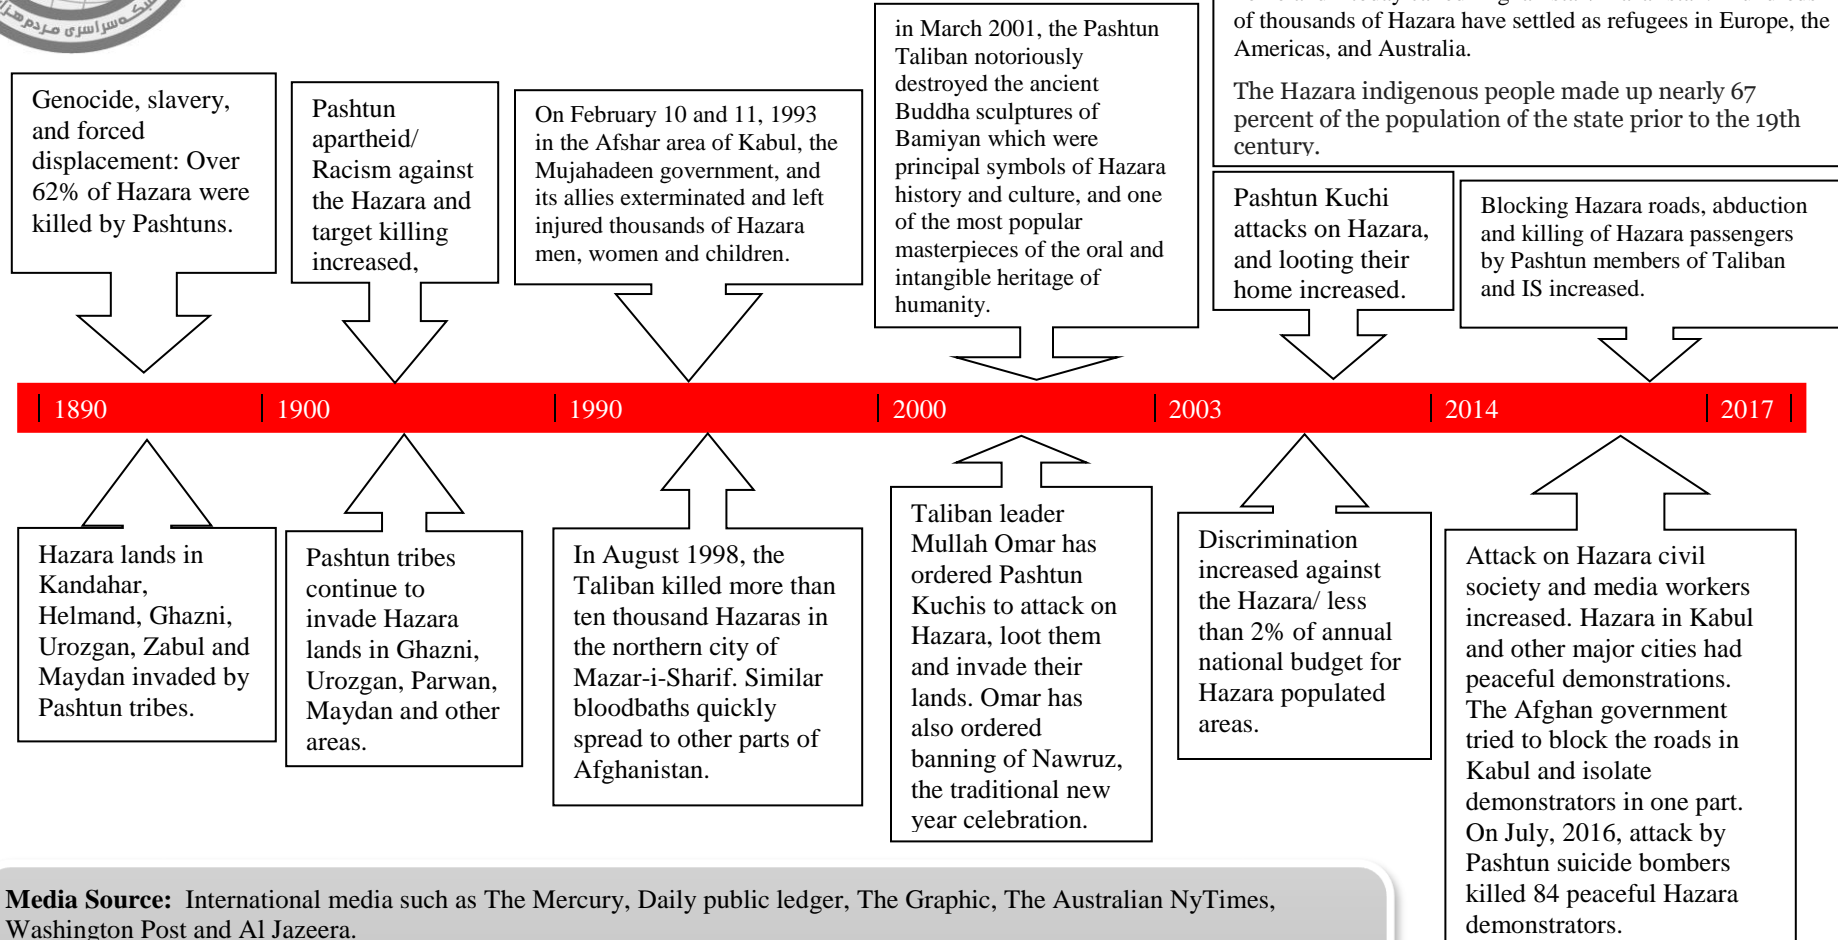 شبکه سراسری مردم هزاره
of thousands of Hazara have settled as refugees in Europe, the
Americas, and Australia.
The Hazara indigenous people made up nearly 67
percent of the population of the state prior to the 19th
century.
Genocide, slavery,
and forced
displacement: Over
62% of Hazara were
killed by Pashtuns.
Pashtun
apartheid/
Racism against
the Hazara and
target killing
increased,
On February 10 and 11, 1993
in the Afshar area of Kabul, the
Mujahadeen government, and
its allies exterminated and left
injured thousands of Hazara
men, women and children.
in March 2001, the Pashtun
Taliban notoriously
destroyed the ancient
Buddha sculptures of
Bamiyan which were
principal symbols of Hazara
history and culture, and one
of the most popular
masterpieces of the oral and
intangible heritage of
humanity.
Pashtun Kuchi
attacks on Hazara,
and looting their
home increased.
Blocking Hazara roads, abduction
and killing of Hazara passengers
by Pashtun members of Taliban
and IS increased.
1890 1900 1990 2000 2003 2014 2017
Hazara lands in
Kandahar,
Helmand, Ghazni,
Urozgan, Zabul and
Maydan invaded by
Pashtun tribes.
Pashtun tribes
continue to
invade Hazara
lands in Ghazni,
Urozgan, Parwan,
Maydan and other
areas.
In August 1998, the
Taliban killed more than
ten thousand Hazaras in
the northern city of
Mazar-i-Sharif. Similar
bloodbaths quickly
spread to other parts of
Afghanistan.
Taliban leader
Mullah Omar has
ordered Pashtun
Kuchis to attack on
Hazara, loot them
and invade their
lands. Omar has
also ordered
banning of Nawruz,
the traditional new
year celebration.
Discrimination
increased against
the Hazara/ less
than 2% of annual
national budget for
Hazara populated
areas.
Attack on Hazara civil
society and media workers
increased. Hazara in Kabul
and other major cities had
peaceful demonstrations.
The Afghan government
tried to block the roads in
Kabul and isolate
demonstrators in one part.
On July, 2016, attack by
Pashtun suicide bombers
killed 84 peaceful Hazara
demonstrators.
Media Source: International media such as The Mercury, Daily public ledger, The Graphic, The Australian NyTimes,
Washington Post and Al Jazeera.